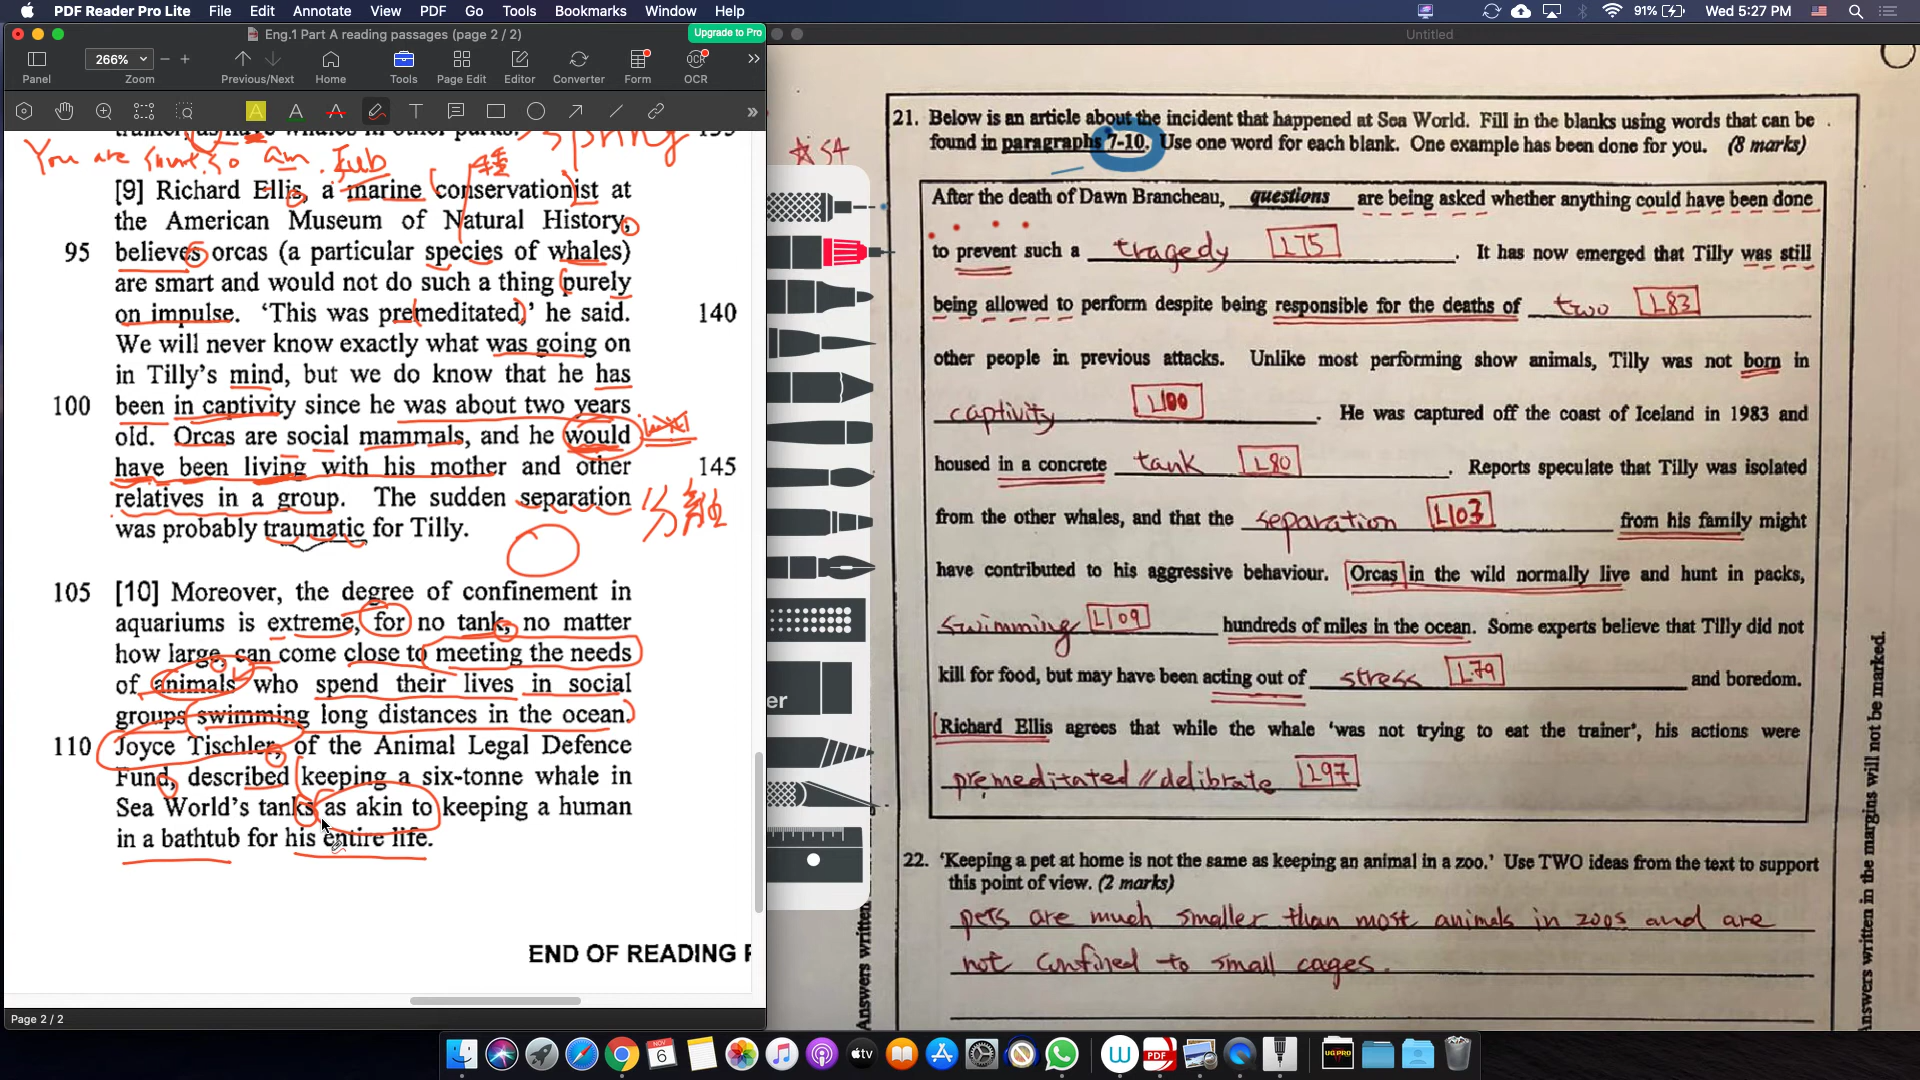 PDF Reader Pro Lite File Edit Annotate View PDF Go Tools Bookmarks Window Help 91% Wed 5:27 PM
Eng.1 Part A reading passages (page 2 / 2) Upgrade to Pro
Untitled
266%
Panel Zoom Previous/Next Home Tools Page Edit Editor Converter Form OCR
You are smart, so am I
[9] Richard Ellis, a marine conservationist at
the American Museum of Natural History,
95 believes orcas (a particular species of whales)
are smart and would not do such a thing purely
on impulse. ‘This was premeditated,’ he said. 140
We will never know exactly what was going on
in Tilly’s mind, but we do know that he has
100 been in captivity since he was about two years
old. Orcas are social mammals, and he would
have been living with his mother and other 145
relatives in a group. The sudden separation
was probably traumatic for Tilly.
分離
105 [10] Moreover, the degree of confinement in
aquariums is extreme, for no tank, no matter
how large, can come close to meeting the needs
of animals who spend their lives in social
groups swimming long distances in the ocean.
110 Joyce Tischler, of the Animal Legal Defence
Fund, described keeping a six-tonne whale in
Sea World’s tanks as akin to keeping a human
in a bathtub for his entire life.
END OF READING P
Page 2 / 2
21. Below is an article about the incident that happened at Sea World. Fill in the blanks using words that can be
found in paragraphs 7-10. Use one word for each blank. One example has been done for you. (8 marks)
After the death of Dawn Brancheau, questions are being asked whether anything could have been done
to prevent such a tragedy L75 . It has now emerged that Tilly was still
being allowed to perform despite being responsible for the deaths of two L83
other people in previous attacks. Unlike most performing show animals, Tilly was not born in
captivity L100 . He was captured off the coast of Iceland in 1983 and
housed in a concrete tank L80 . Reports speculate that Tilly was isolated
from the other whales, and that the separation L103 from his family might
have contributed to his aggressive behaviour. Orcas in the wild normally live and hunt in packs,
swimming L109 hundreds of miles in the ocean. Some experts believe that Tilly did not
kill for food, but may have been acting out of stress L79 and boredom.
Richard Ellis agrees that while the whale ‘was not trying to eat the trainer’, his actions were
premeditated // delibrate L97
22. ‘Keeping a pet at home is not the same as keeping an animal in a zoo.’ Use TWO ideas from the text to support
this point of view. (2 marks)
pets are much smaller than most animals in zoos and are
not confined to small cages.
Answers written
Answers written in the margins will not be marked.